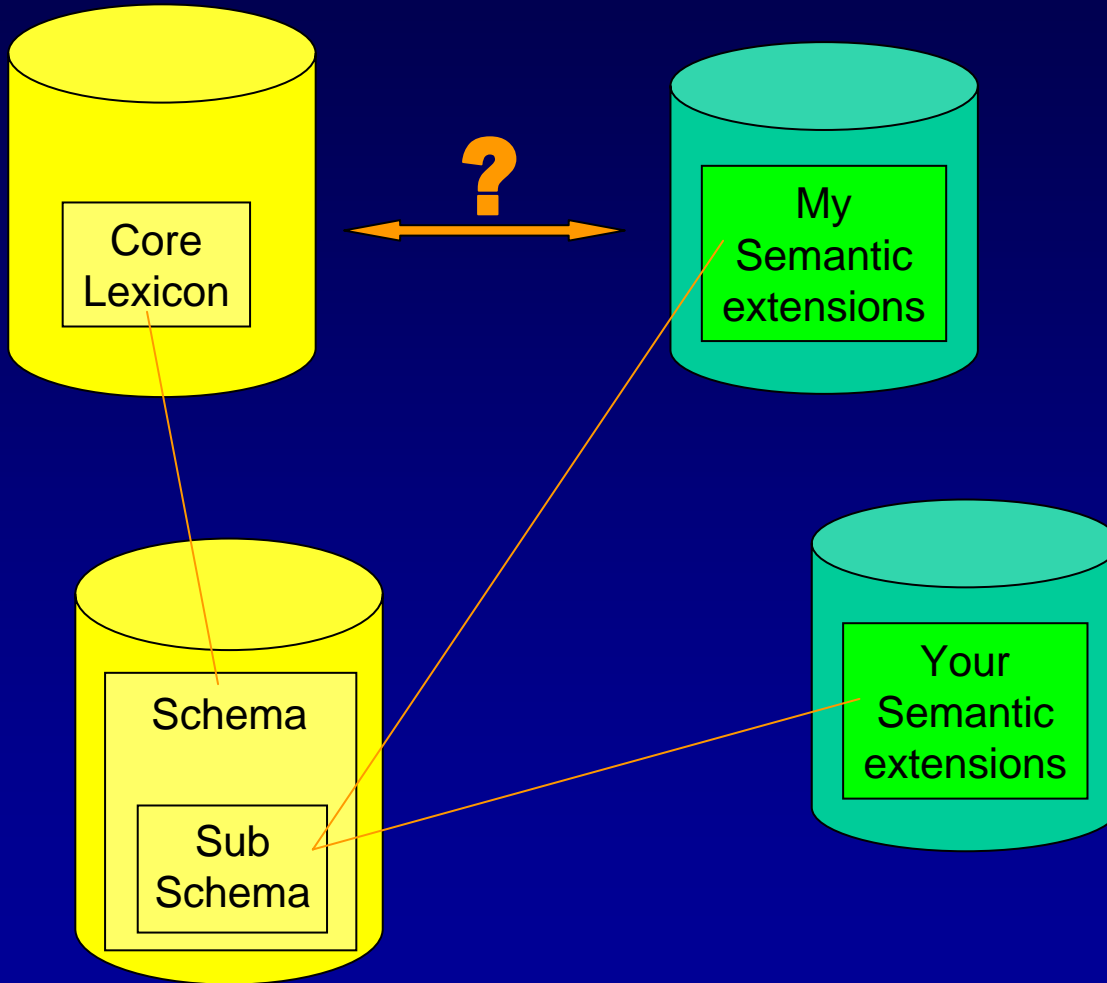 ?
Core
Lexicon
My
Semantic
extensions
Schema
Sub
Schema
Your
Semantic
extensions